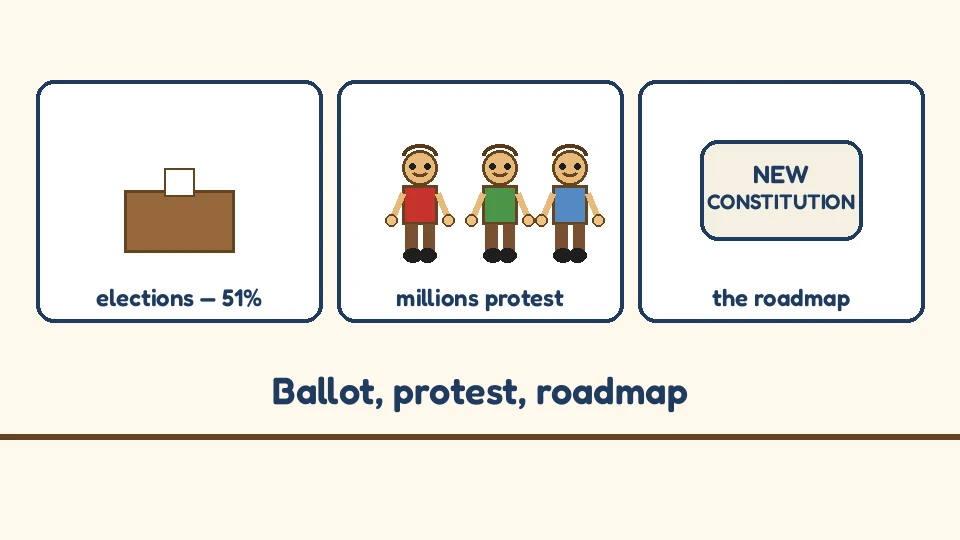 elections — 51%
millions protest
NEW
CONSTITUTION
the roadmap
Ballot, protest, roadmap